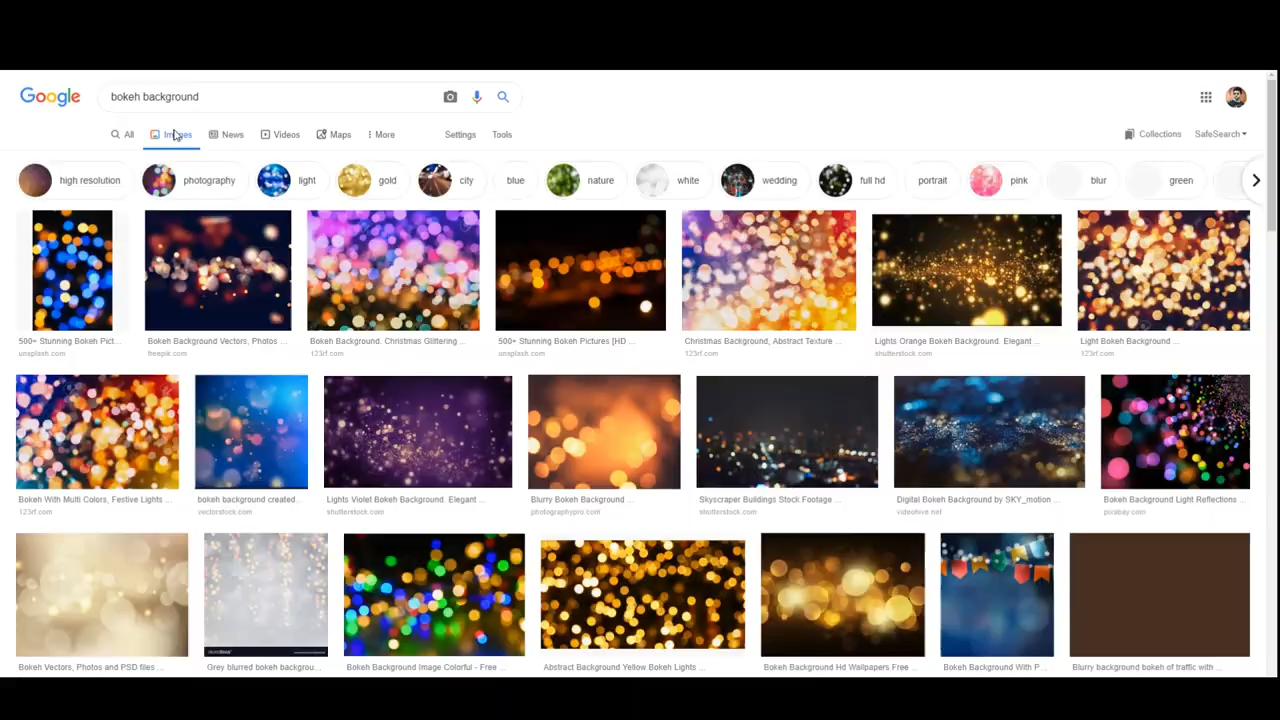 Google
bokeh background
All Images News Videos Maps More Settings Tools Collections SafeSearch
high resolution photography light gold city blue nature white wedding full hd portrait pink blur green
500+ Stunning Bokeh Pict... Bokeh Background Vectors, Photos ... Bokeh Background. Christmas Glittering ... 500+ Stunning Bokeh Pictures [HD ... Christmas Background, Abstract Texture ... Lights Orange Bokeh Background. Elegant ... Light Bokeh Background ...
unsplash.com freepik.com 123rf.com unsplash.com 123rf.com shutterstock.com 123rf.com
Bokeh With Multi Colors, Festive Lights ... bokeh background created... Lights Violet Bokeh Background. Elegant ... Blurry Bokeh Background ... Skyscraper Buildings Stock Footage ... Digital Bokeh Background by SKY_motion ... Bokeh Background Light Reflections ...
123rf.com vectorstock.com shutterstock.com photographypro.com shutterstock.com videohive.net pixabay.com
Bokeh Vectors, Photos and PSD files ... Grey blurred bokeh backgrou... Bokeh Background Image Colorful - Free ... Abstract Background Yellow Bokeh Lights ... Bokeh Background Hd Wallpapers Free ... Bokeh Background With P... Blurry background bokeh of traffic with ...